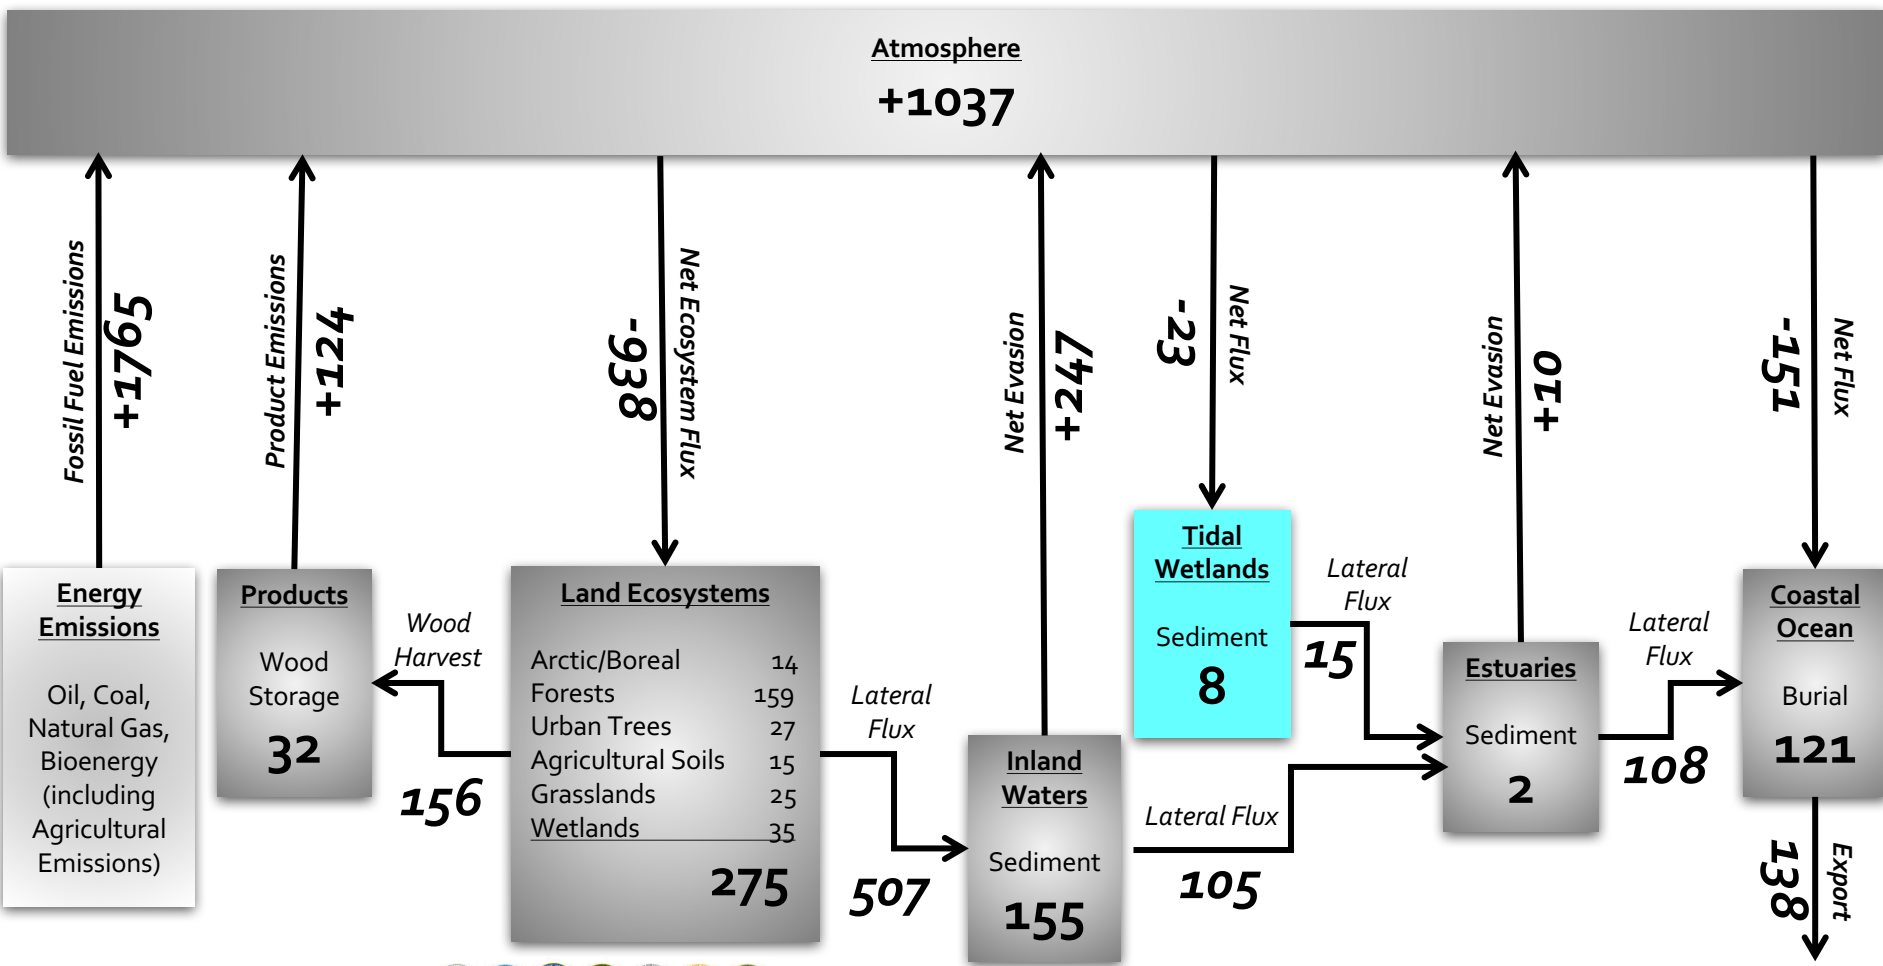 Atmosphere
+1037
Fossil Fuel Emissions
+1765
Product Emissions
+124
-938
Net Ecosystem Flux
Net Evasion
+247
-23
Net Flux
Net Evasion
+10
-151
Net Flux
Energy
Emissions
Oil, Coal,
Natural Gas,
Bioenergy
(including
Agricultural
Emissions)
Products
Wood
Storage
32
Wood
Harvest
156
Land Ecosystems
Arctic/Boreal 14
Forests 159
Urban Trees 27
Agricultural Soils 15
Grasslands 25
Wetlands 35
275
Lateral
Flux
507
Inland
Waters
Sediment
155
Tidal
Wetlands
Sediment
8
Lateral
Flux
15
Lateral Flux
105
Estuaries
Sediment
2
Lateral
Flux
108
Coastal
Ocean
Burial
121
138
Export